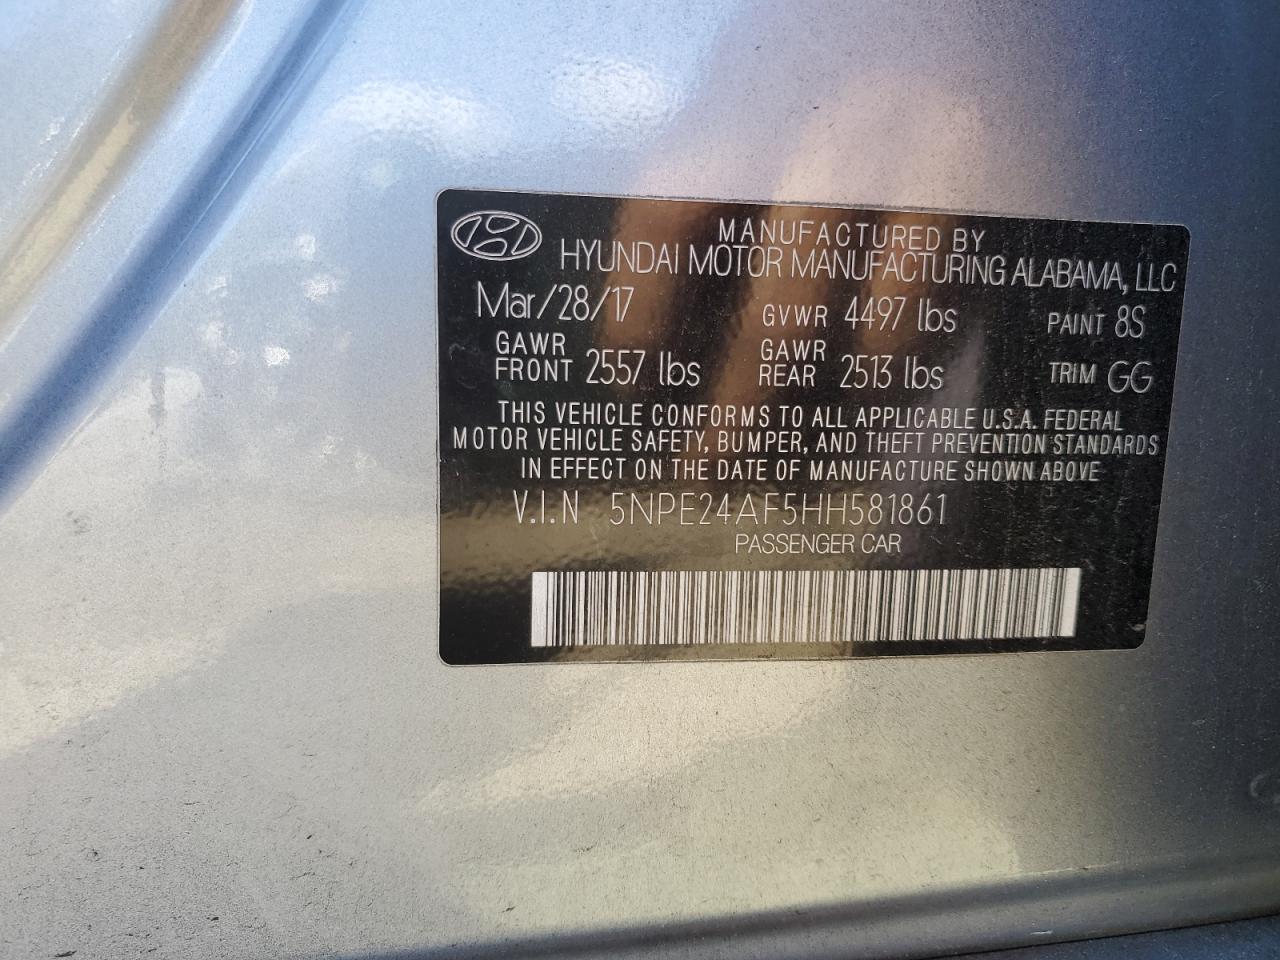 MANUFACTURED BY
HYUNDAI MOTOR MANUFACTURING ALABAMA, LLC
Mar/28/17 GVWR 4497 lbs PAINT 8S
GAWR FRONT 2557 lbs GAWR REAR 2513 lbs TRIM GG
THIS VEHICLE CONFORMS TO ALL APPLICABLE U.S.A. FEDERAL
MOTOR VEHICLE SAFETY, BUMPER, AND THEFT PREVENTION STANDARDS
IN EFFECT ON THE DATE OF MANUFACTURE SHOWN ABOVE
V.I.N 5NPE24AF5HH581861
PASSENGER CAR